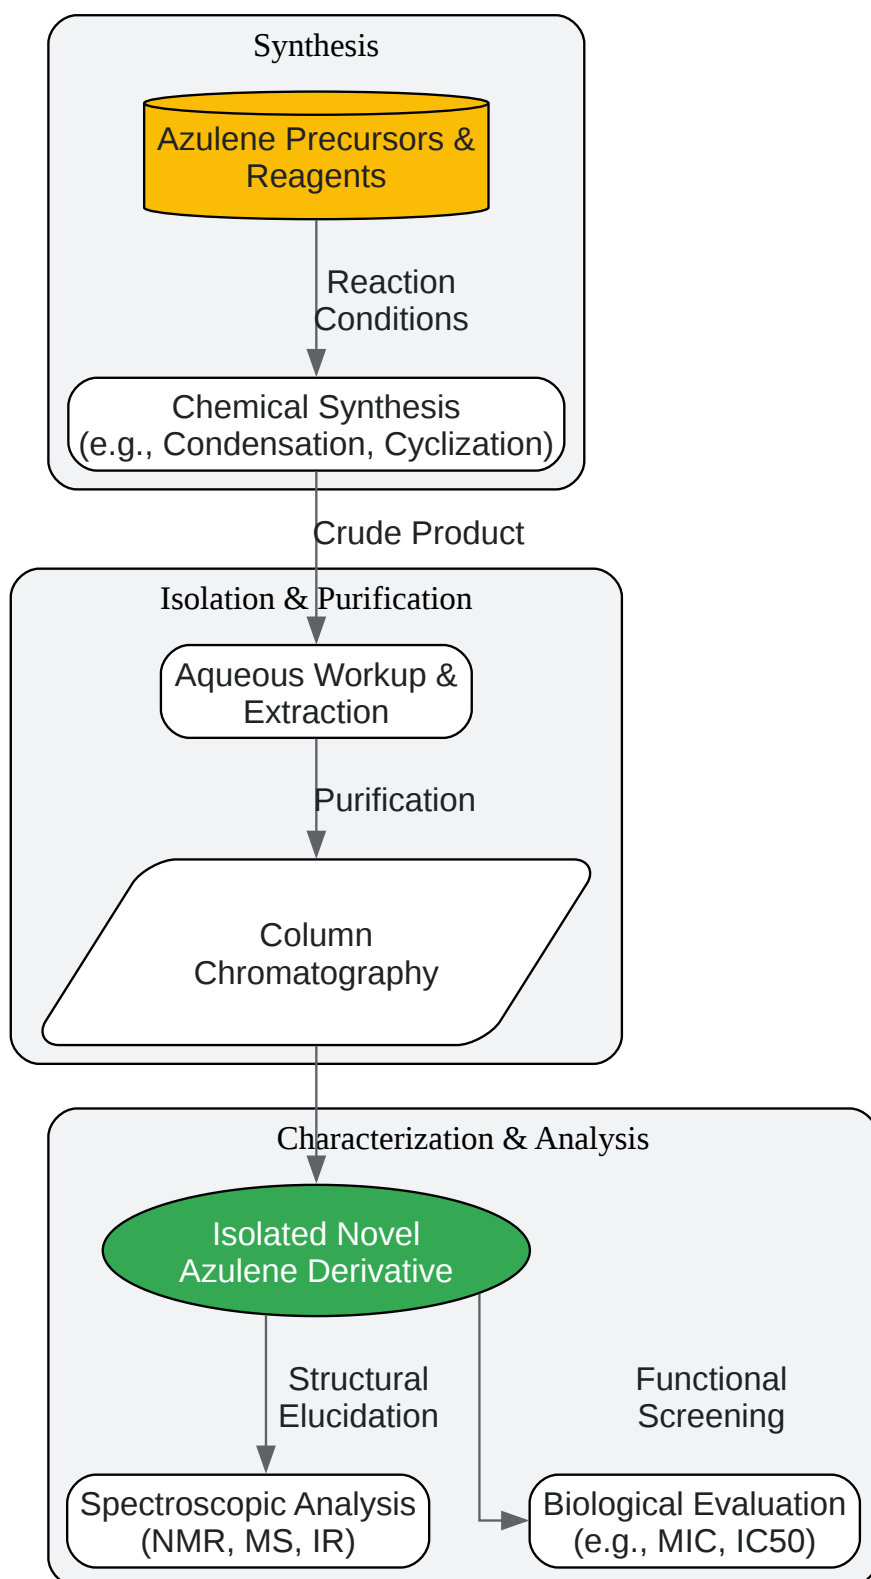 Synthesis
Azulene Precursors &
Reagents
Reaction
Conditions
Chemical Synthesis
(e.g., Condensation, Cyclization)
Crude Product
Isolation & Purification
Aqueous Workup &
Extraction
Purification
Column
Chromatography
Characterization & Analysis
Isolated Novel
Azulene Derivative
Structural
Elucidation
Functional
Screening
Spectroscopic Analysis
(NMR, MS, IR)
Biological Evaluation
(e.g., MIC, IC50)